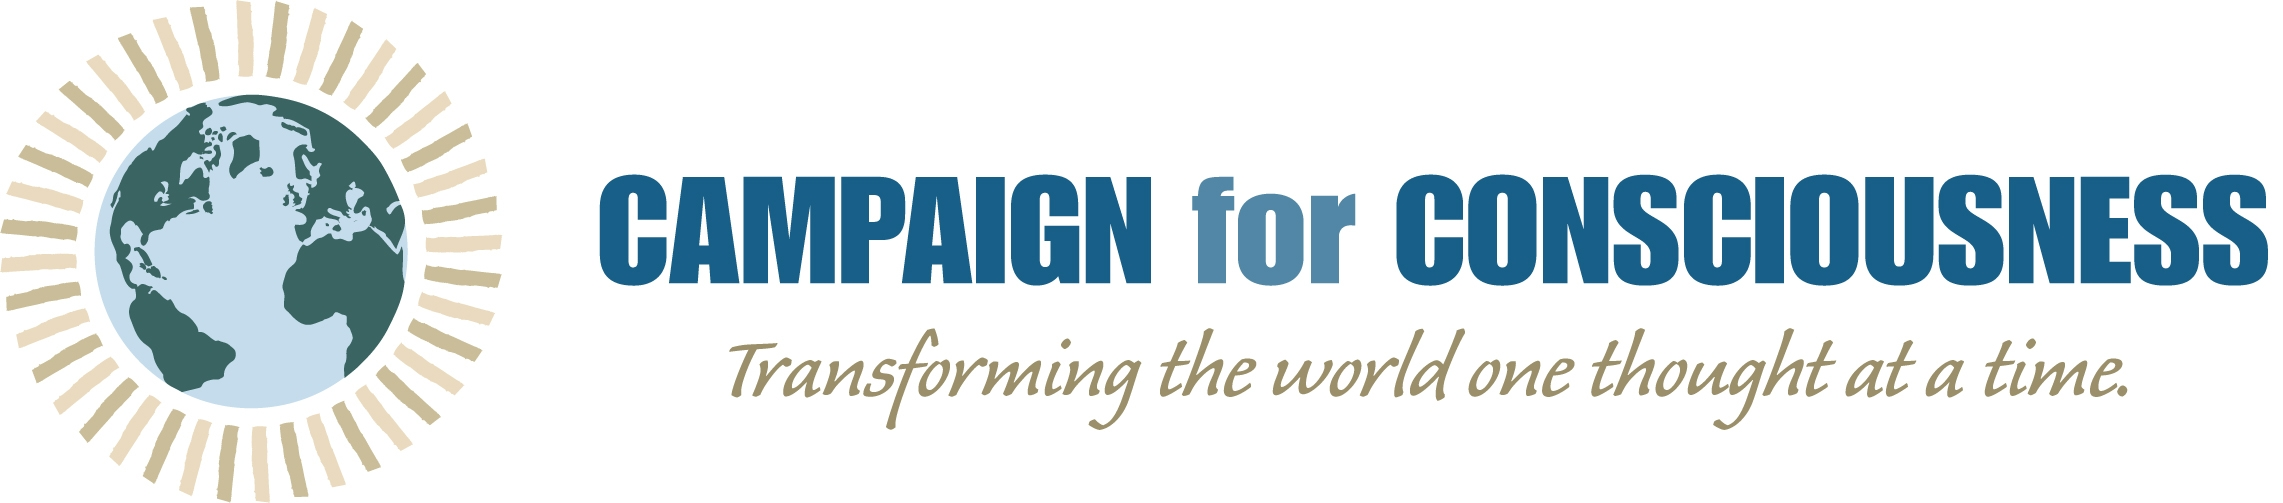 CAMPAIGN for CONSCIOUSNESS
Transforming the world one thought at a time.